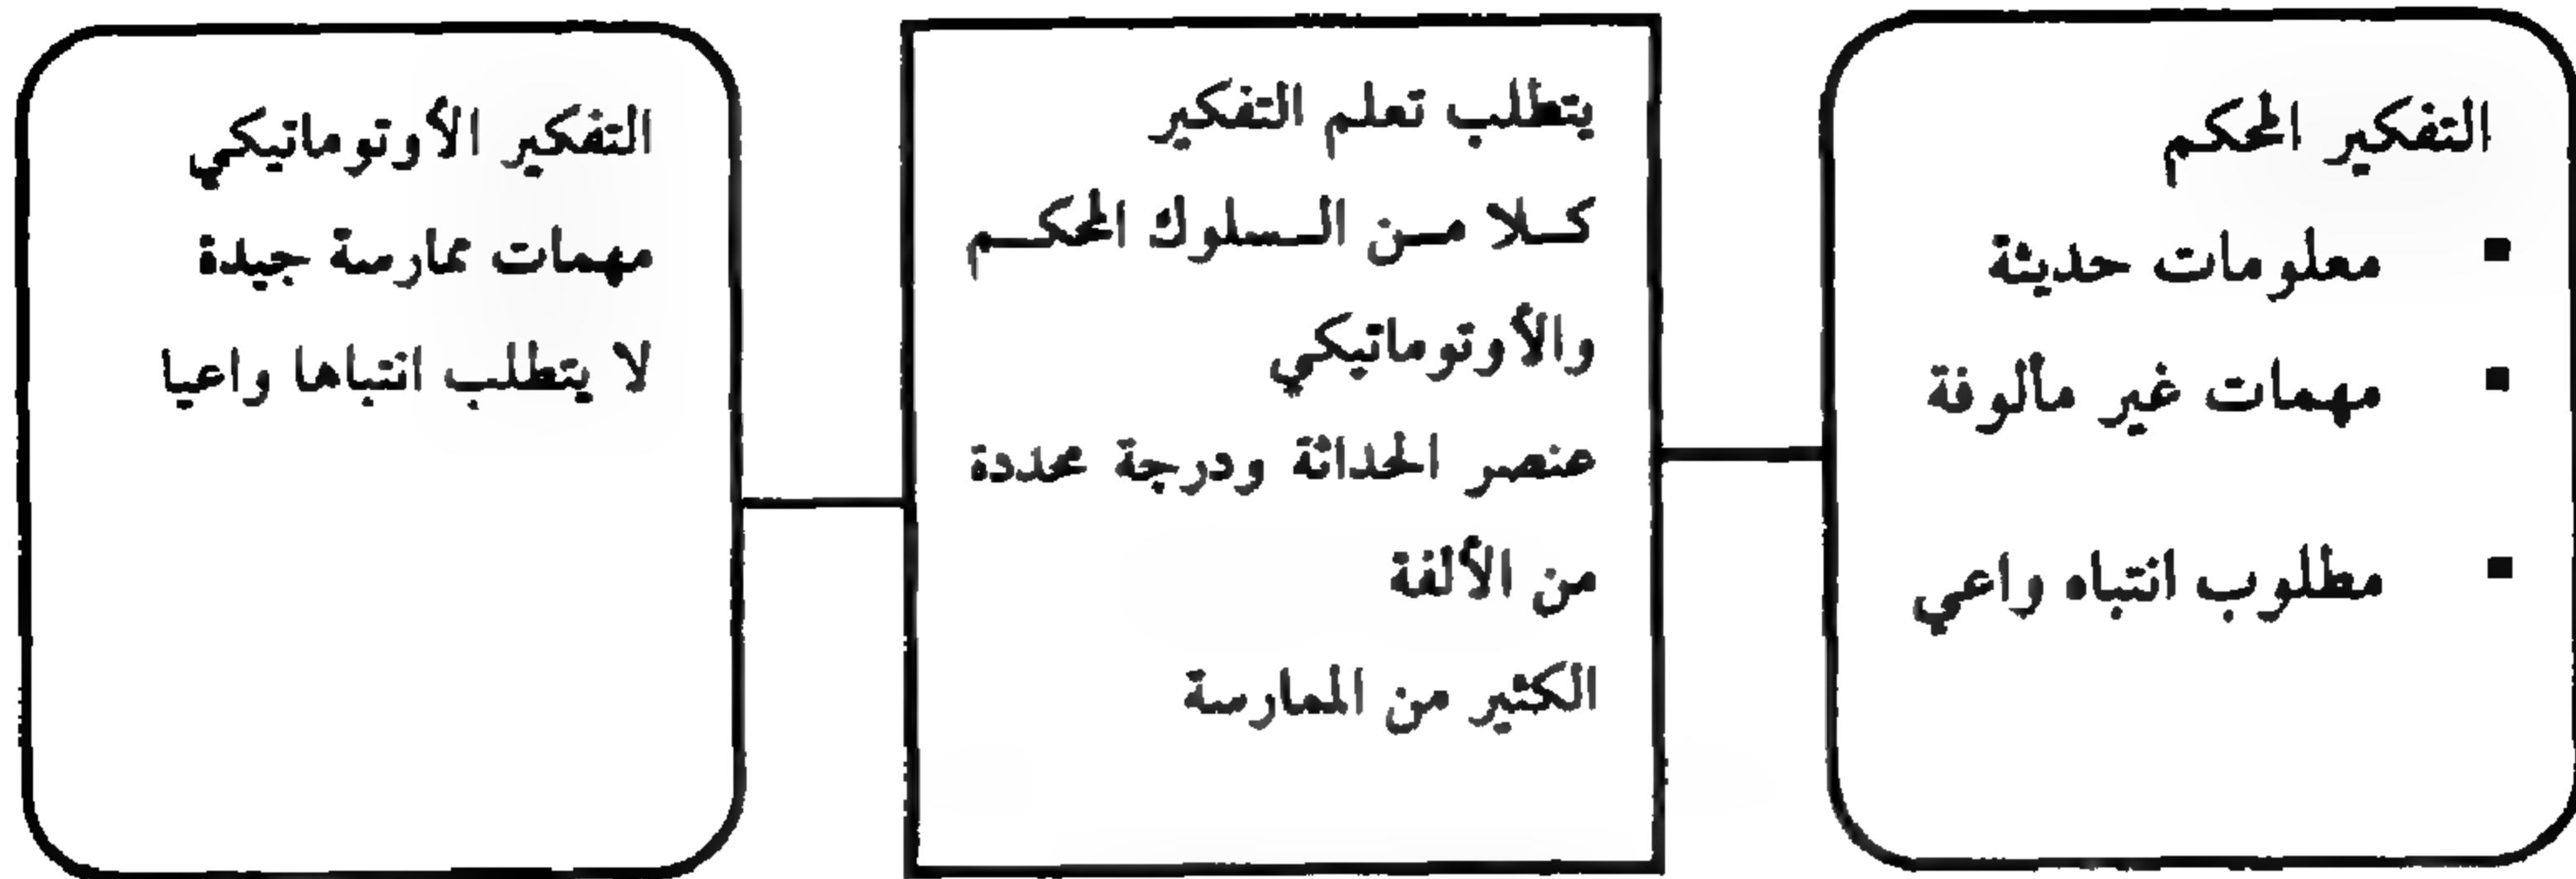 التفكير المحكم
▪ معلومات حديثة
▪ مهمات غير مألوفة
▪ مطلوب انتباه واعي
يتطلب تعلم التفكير
كلا من السلوك المحكم
والأوتوماتيكي
عنصر الحداثة ودرجة محددة
من الألفة
الكثير من الممارسة
التفكير الأوتوماتيكي
مهمات ممارسة جيدة
لا يتطلب انتباها واعيا